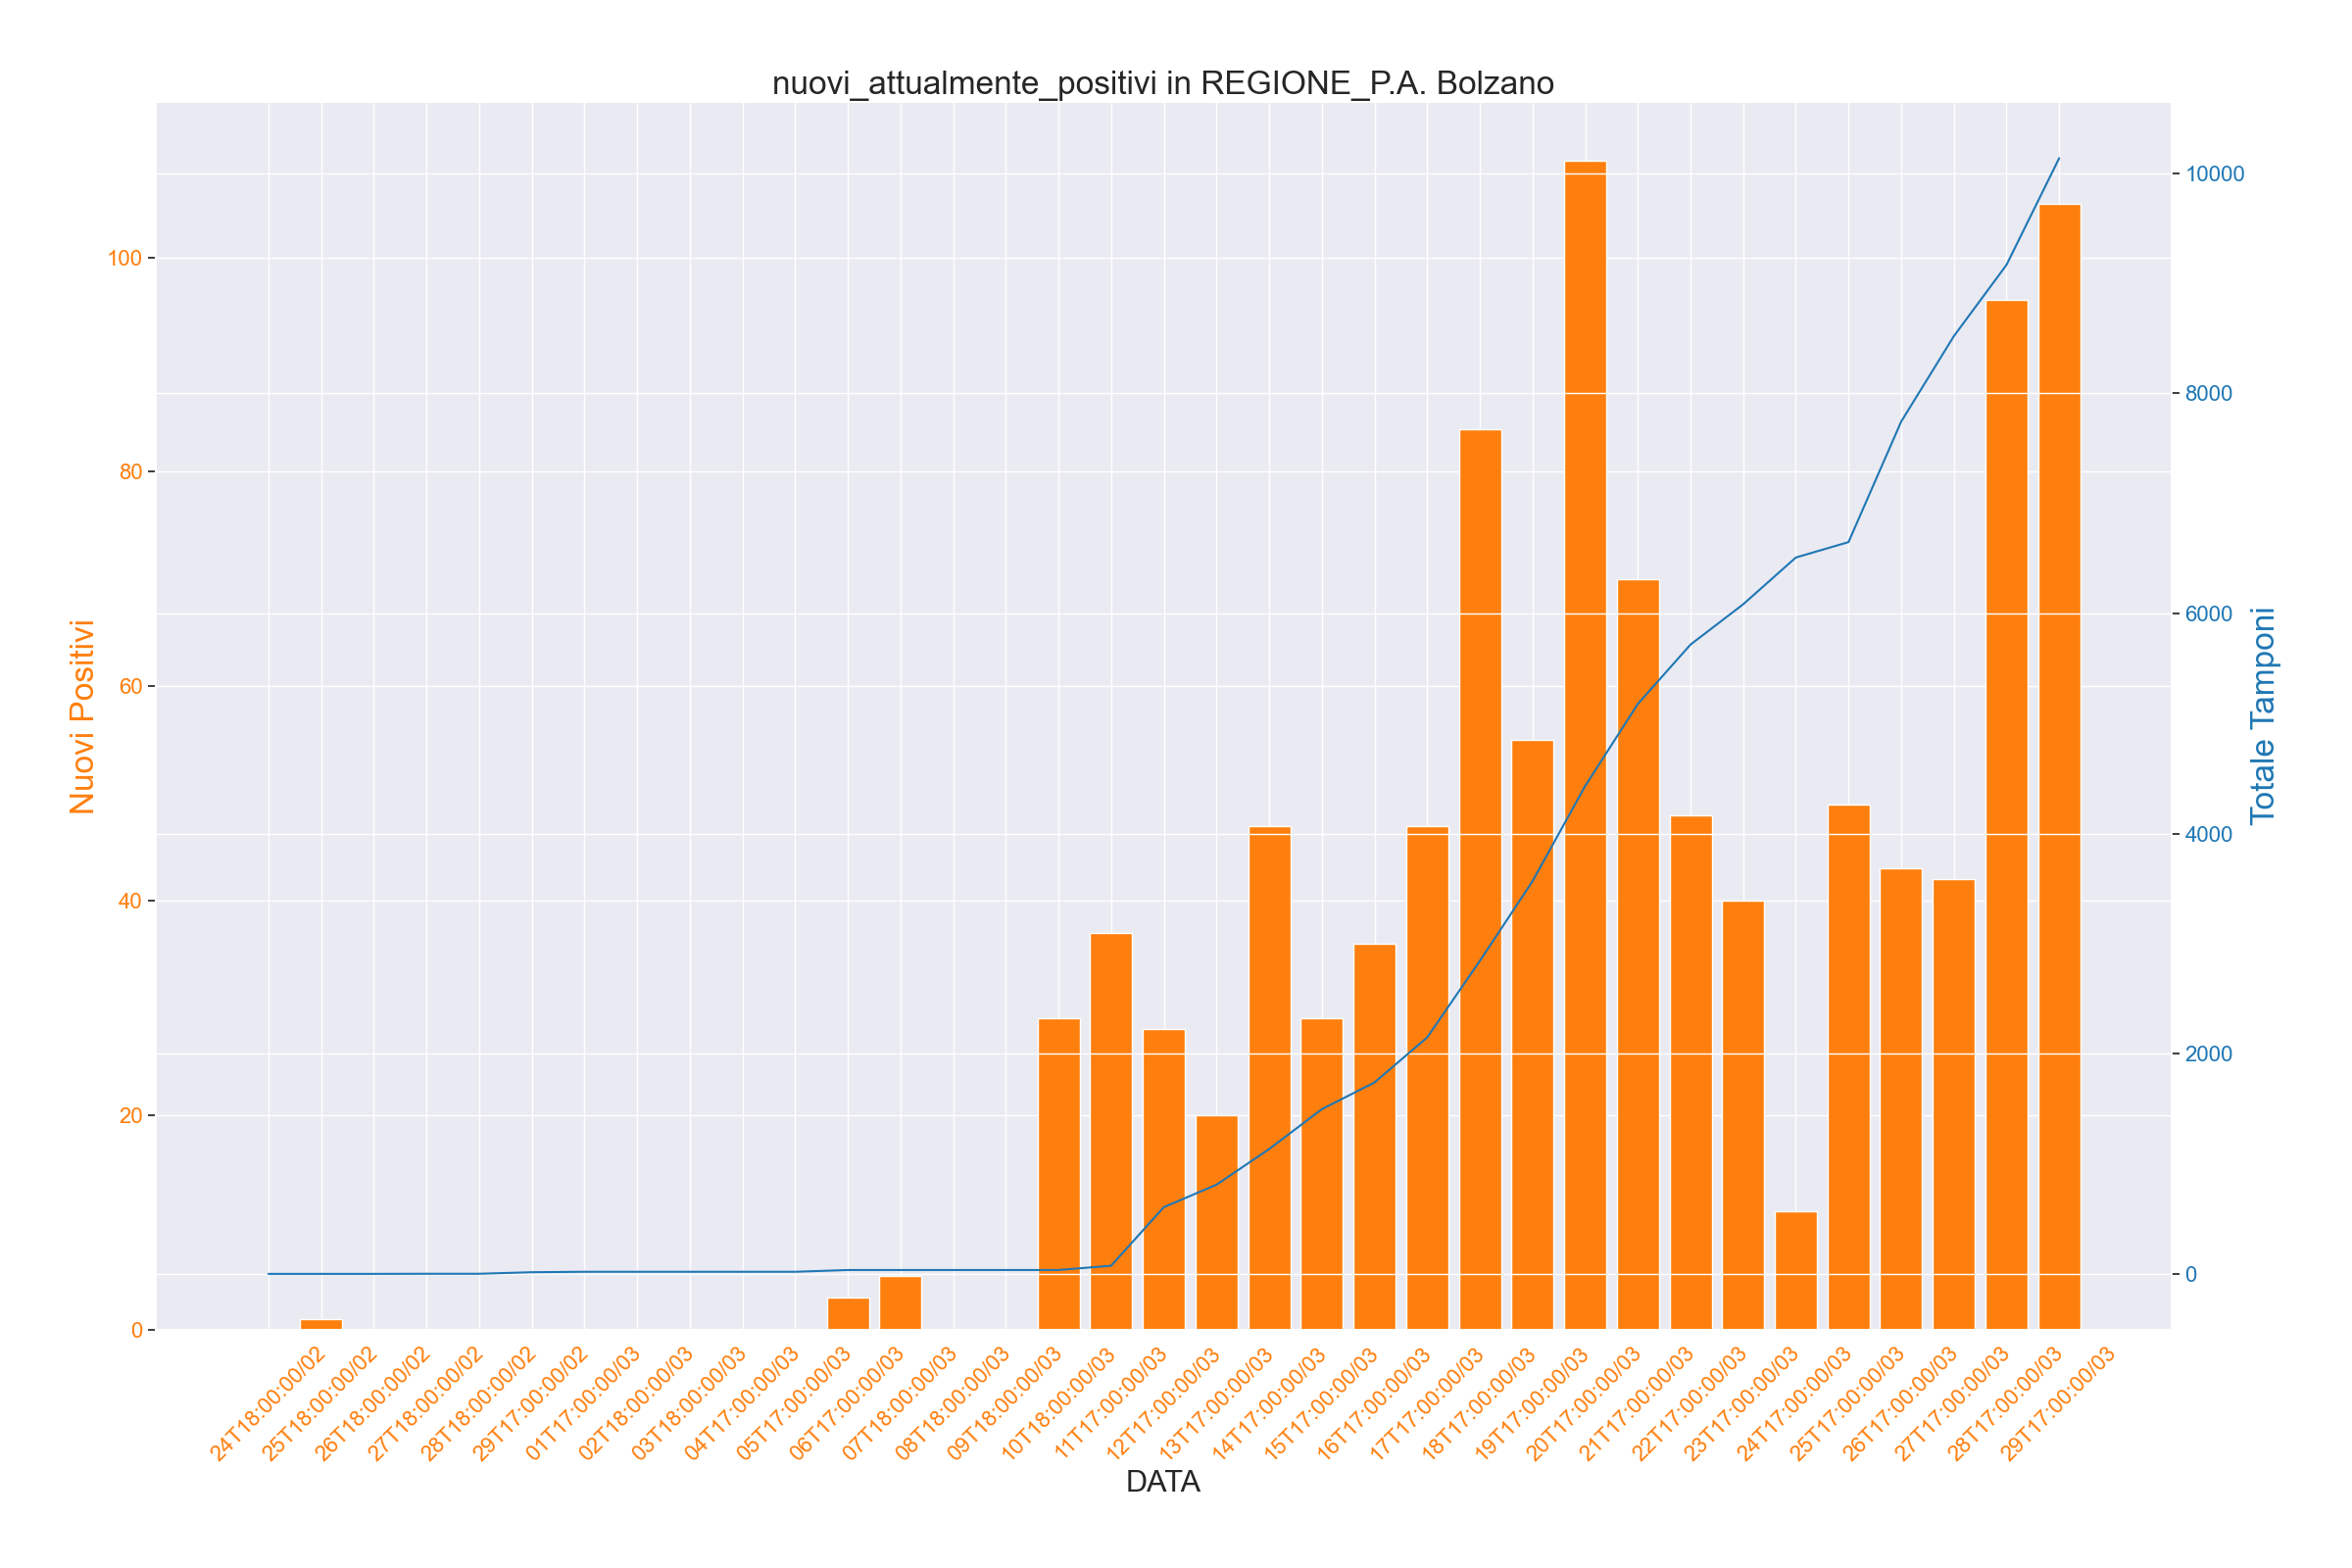 nuovi_attualmente_positivi in REGIONE_P.A. Bolzano
Nuovi Positivi
100
80
60
40
20
0
10000
8000
6000
4000
2000
0
Totale Tamponi
24T18:00:00/02
25T18:00:00/02
26T18:00:00/02
27T18:00:00/02
28T18:00:00/02
29T17:00:00/02
01T17:00:00/03
02T18:00:00/03
03T18:00:00/03
04T17:00:00/03
05T17:00:00/03
06T17:00:00/03
07T18:00:00/03
08T18:00:00/03
09T18:00:00/03
10T18:00:00/03
11T17:00:00/03
12T17:00:00/03
13T17:00:00/03
14T17:00:00/03
15T17:00:00/03
16T17:00:00/03
17T17:00:00/03
18T17:00:00/03
19T17:00:00/03
20T17:00:00/03
21T17:00:00/03
22T17:00:00/03
23T17:00:00/03
24T17:00:00/03
25T17:00:00/03
26T17:00:00/03
27T17:00:00/03
28T17:00:00/03
29T17:00:00/03
DATA